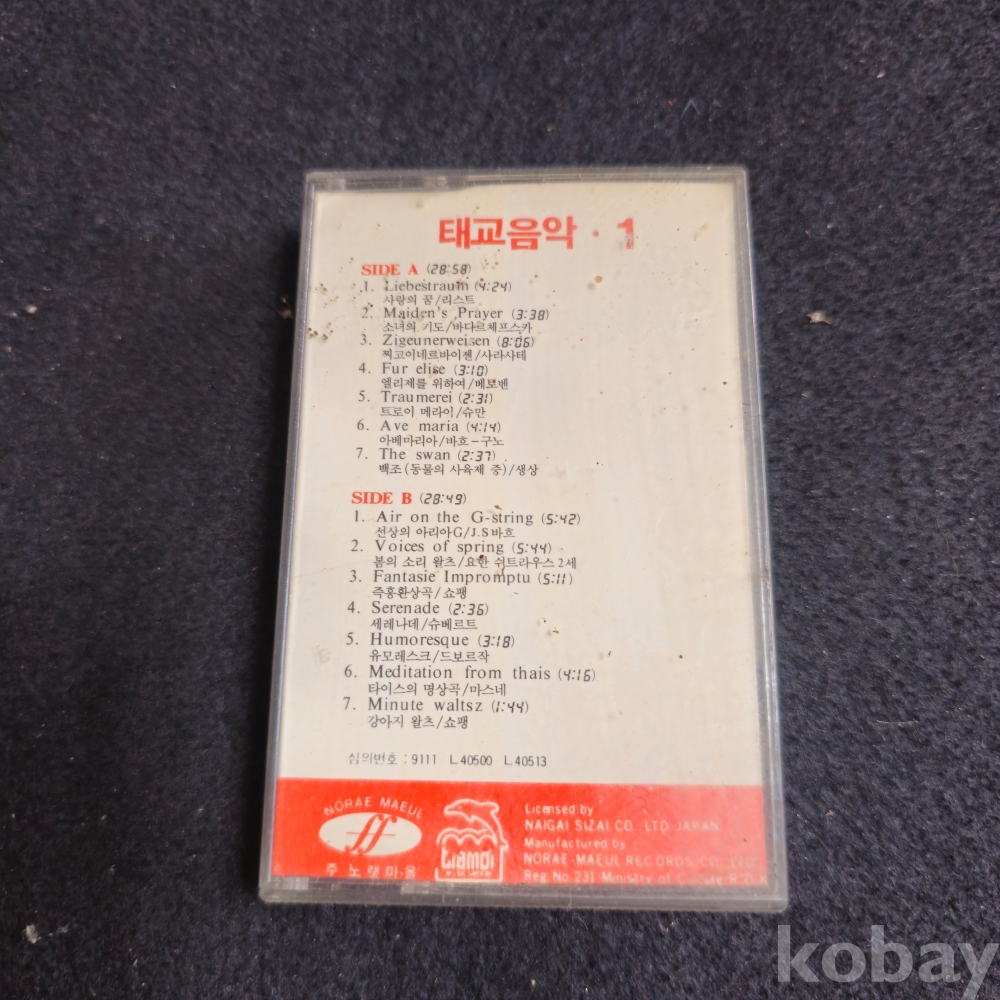 태교음악 · 1
SIDE A (28:58)
1. Liebestraum (4:24)
사랑의 꿈/리스트
2. Maiden's Prayer (3:38)
소녀의 기도/바다르체프스카
3. Zigeunerweisen (8:06)
찌고이네르바이젠/사라사테
4. Fur elise (3:10)
엘리제를 위하여/베토벤
5. Traumerei (2:31)
트로이 메라이/슈만
6. Ave maria (4:14)
아베마리아/바흐-구노
7. The swan (2:37)
백조(동물의 사육제 중)/생상
SIDE B (28:49)
1. Air on the G-string (5:42)
선상의 아리아G/J.S바흐
2. Voices of spring (5:44)
봄의 소리 왈츠/요한 쉬트라우스 2세
3. Fantasie Impromptu (5:11)
즉흥환상곡/쇼팽
4. Serenade (2:36)
세레나데/슈베르트
5. Humoresque (3:18)
유모레스크/드보르작
6. Meditation from thais (4:16)
타이스의 명상곡/마스네
7. Minute waltsz (1:44)
강아지 왈츠/쇼팽
심의번호 : 9111 L.40500 L.40513
NORAE MAEUL
주 노래마을
Licensed by
NAIGAI SIZAI CO. LTD JAPAN
Manufactured by
NORAE-MAEUL RECORDS. CO., LTD
Reg. No. 231 Ministry of
kobay